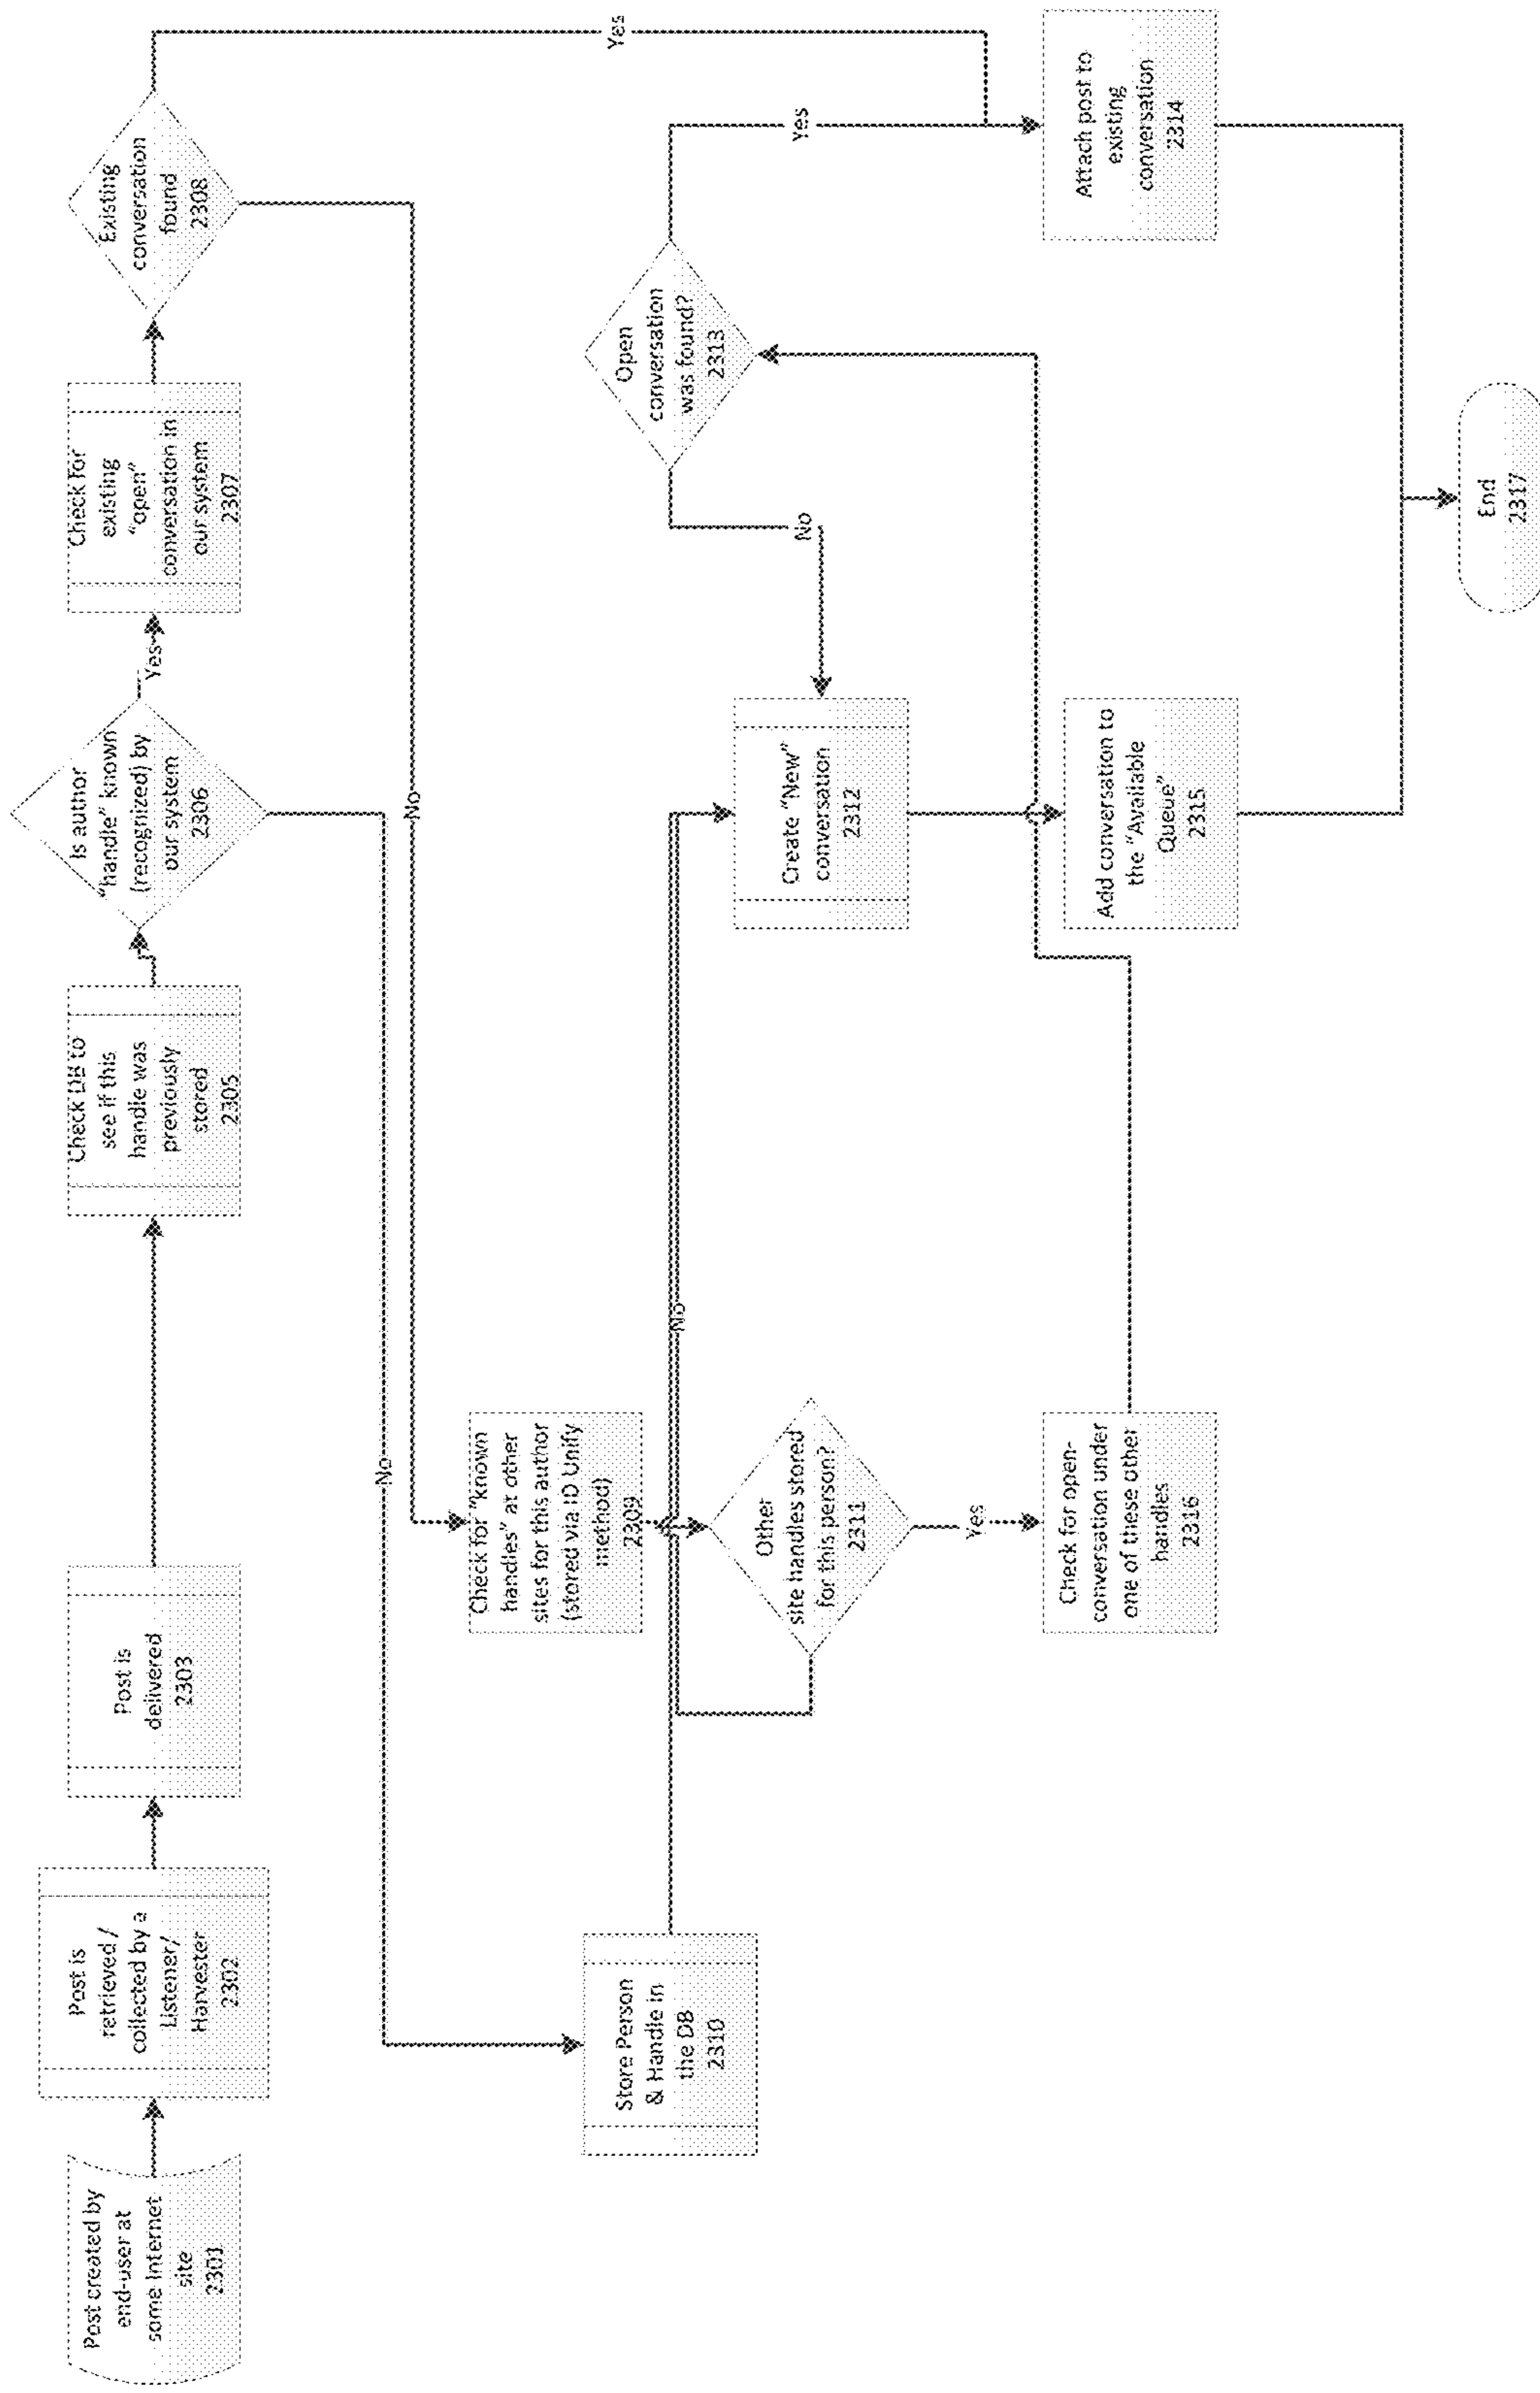 Post created by
end-user at
some Internet
site
2301
Post is
retrieved /
collected by a
Listener/
Harvester
2302
Post is
delivered
2303
Check DB to
see if this
handle was
previously
stored
2305
Is author
"handle" known
(recognized) by
our system
2306
Yes
Check for
existing
"open"
conversation in
our system
2307
Existing
conversation
found
2308
Yes
No
No
Check for "known
handles" at other
sites for this author
(stored via ID Unify
method)
2309
Store Person
& Handle in
the DB
2310
No
Other
site handles stored
for this person?
2311
Yes
Create "New"
conversation
2312
No
Open
conversation
was found?
2313
Yes
Attach post to
existing
conversation
2314
Add conversation to
the "Available
Queue"
2315
Check for open-
conversation under
one of these other
handles
2316
End
2317